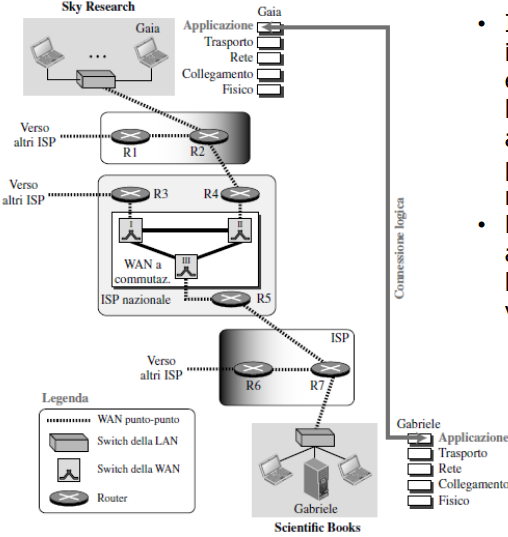 Sky Research
Gaia
Gaia
Applicazione
Trasporto
Rete
Collegamento
Fisico
...
Verso
altri ISP
R1
R2
Verso
altri ISP
R3
R4
I
II
III
WAN a
commutaz.
ISP nazionale
R5
Connessione logica
ISP
Verso
altri ISP
R6
R7
Legenda
WAN punto-punto
Switch della LAN
Switch della WAN
Router
Gabriele
Applicazione
Trasporto
Rete
Collegamento
Fisico
Gabriele
Scientific Books